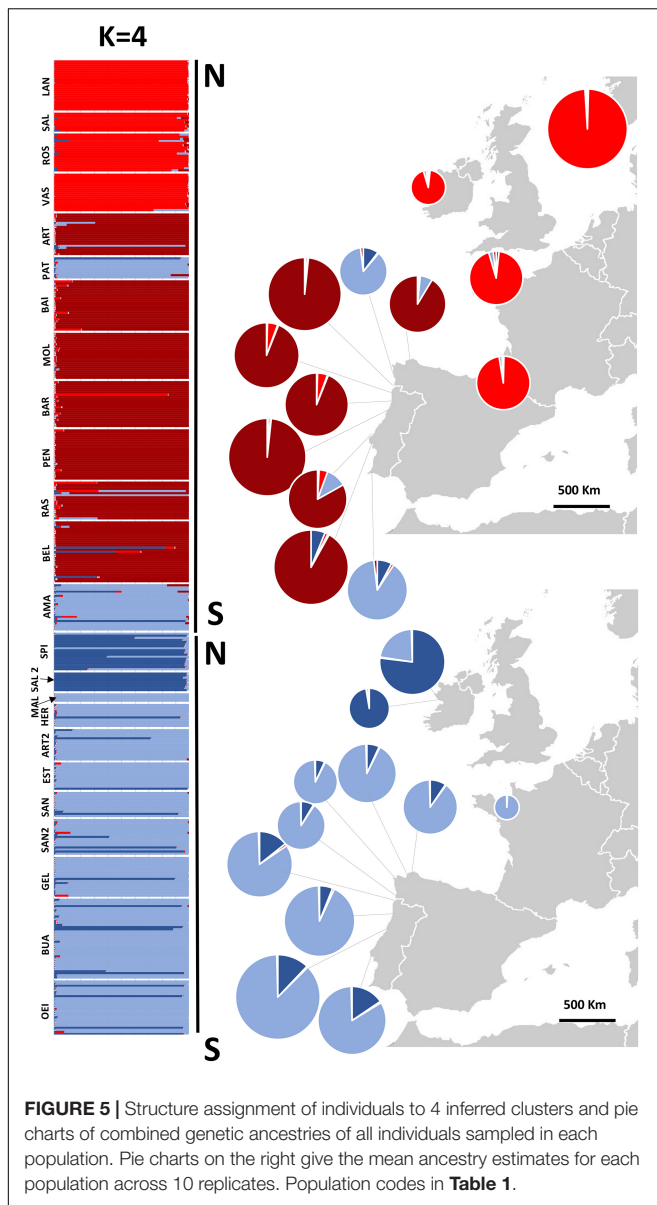 K=4
N
LAN
SAL
ROS
VAS
ART
PAT
BAI
MOL
BAR
PEN
RAS
BEL
AMA
S
500 Km
N
SPI
MAL SAL 2
HER
ART2
EST
SAN
SAN2
GEL
BUA
OEI
S
500 Km
FIGURE 5 | Structure assignment of individuals to 4 inferred clusters and pie
charts of combined genetic ancestries of all individuals sampled in each
population. Pie charts on the right give the mean ancestry estimates for each
population across 10 replicates. Population codes in Table 1.